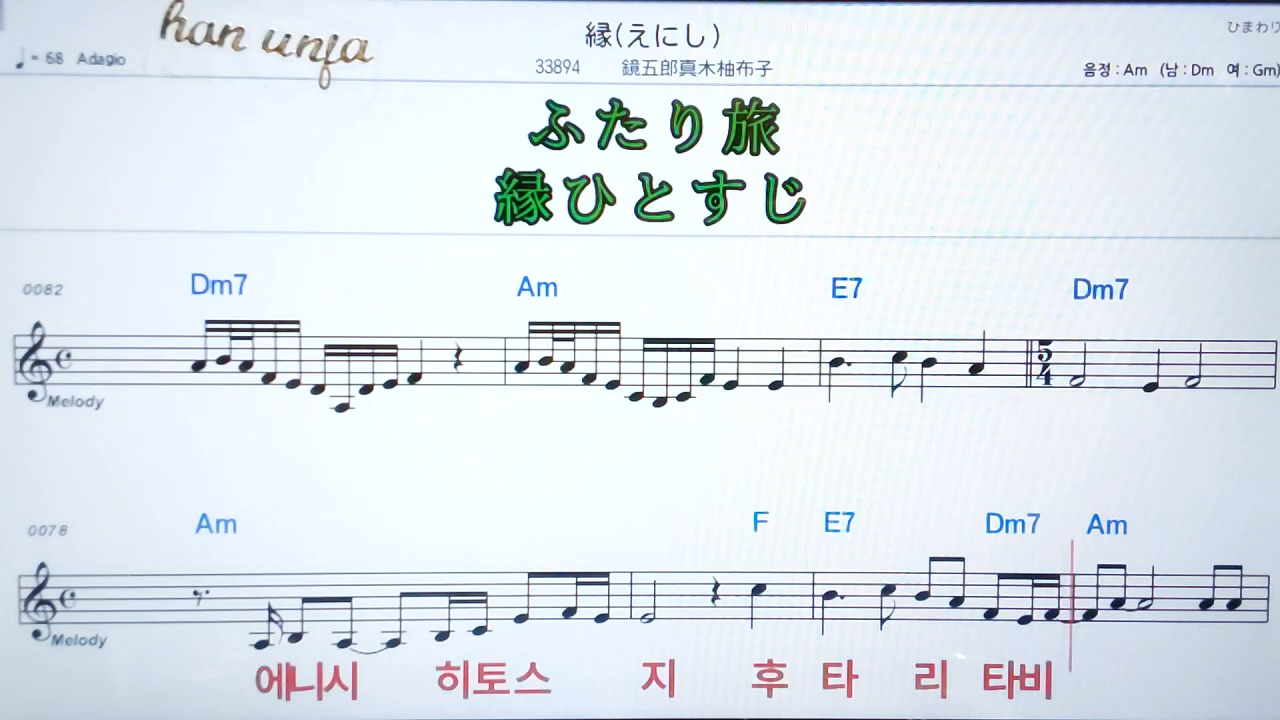 han unja
縁(えにし)
ひまわり
♩= 68 Adagio
33894 鏡五郎真木柚布子
음정 : Am (남 : Dm 여 : Gm)
ふたり旅
縁ひとすじ
0082 Dm7 Am E7 Dm7
5
4
Melody
0078 Am F E7 Dm7 Am
Melody
에니시 히토스 지 후 타 리 타비